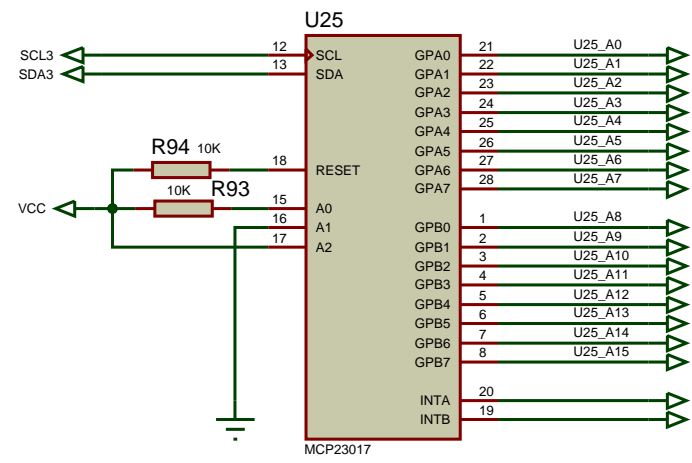 U25
SCL3 12 SCL GPA0 21 U25_A0
SDA3 13 SDA GPA1 22 U25_A1
GPA2 23 U25_A2
GPA3 24 U25_A3
GPA4 25 U25_A4
R94 10K GPA5 26 U25_A5
18 RESET GPA6 27 U25_A6
10K R93 GPA7 28 U25_A7
VCC 15 A0
16 A1 GPB0 1 U25_A8
17 A2 GPB1 2 U25_A9
GPB2 3 U25_A10
GPB3 4 U25_A11
GPB4 5 U25_A12
GPB5 6 U25_A13
GPB6 7 U25_A14
GPB7 8 U25_A15
INTA 20
INTB 19
MCP23017